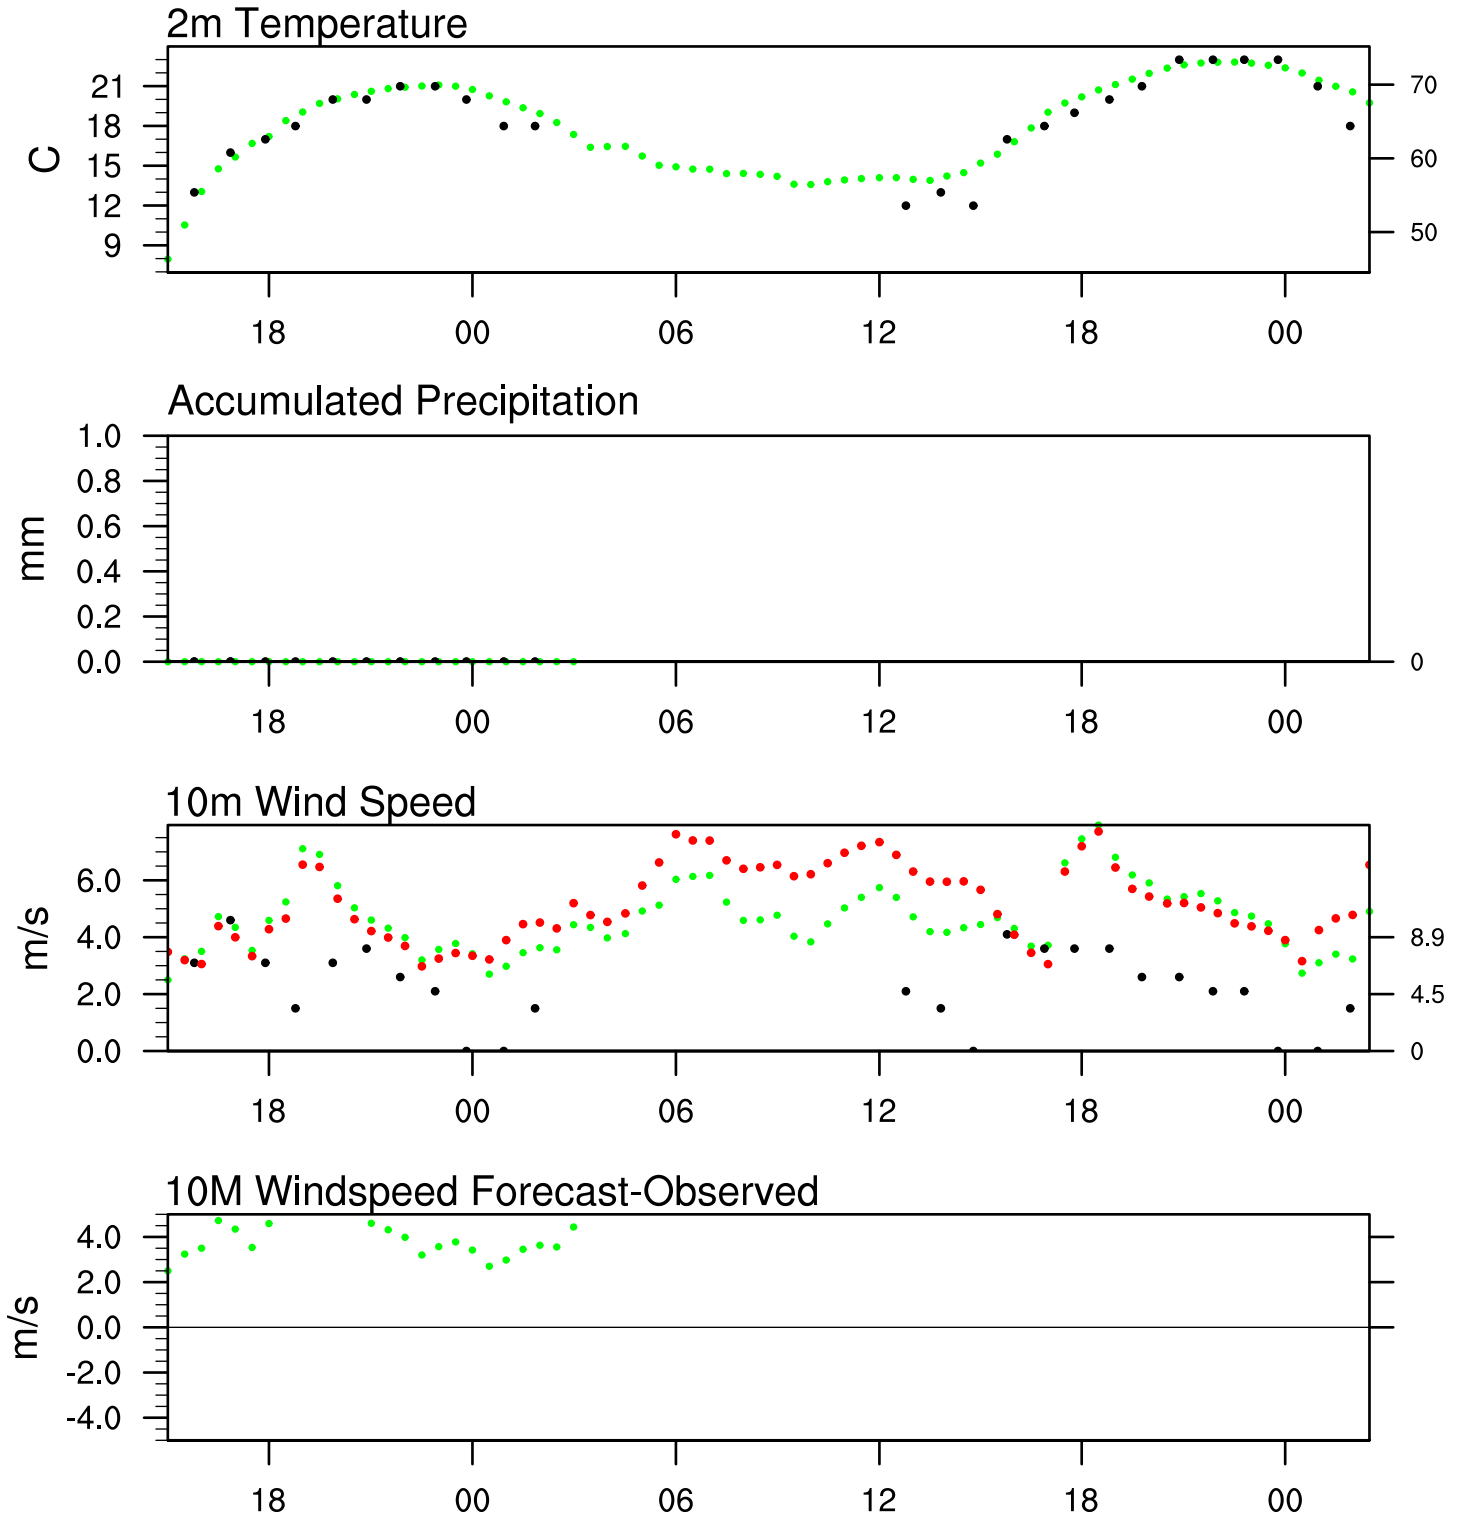 2m Temperature
21
18
15
12
9
C
70
60
50
18 00 06 12 18 00
Accumulated Precipitation
1.0
0.8
0.6
0.4
0.2
0.0
mm
0
18 00 06 12 18 00
10m Wind Speed
6.0
4.0
2.0
0.0
m/s
8.9
4.5
0
18 00 06 12 18 00
10M Windspeed Forecast-Observed
4.0
2.0
0.0
-2.0
-4.0
m/s
18 00 06 12 18 00